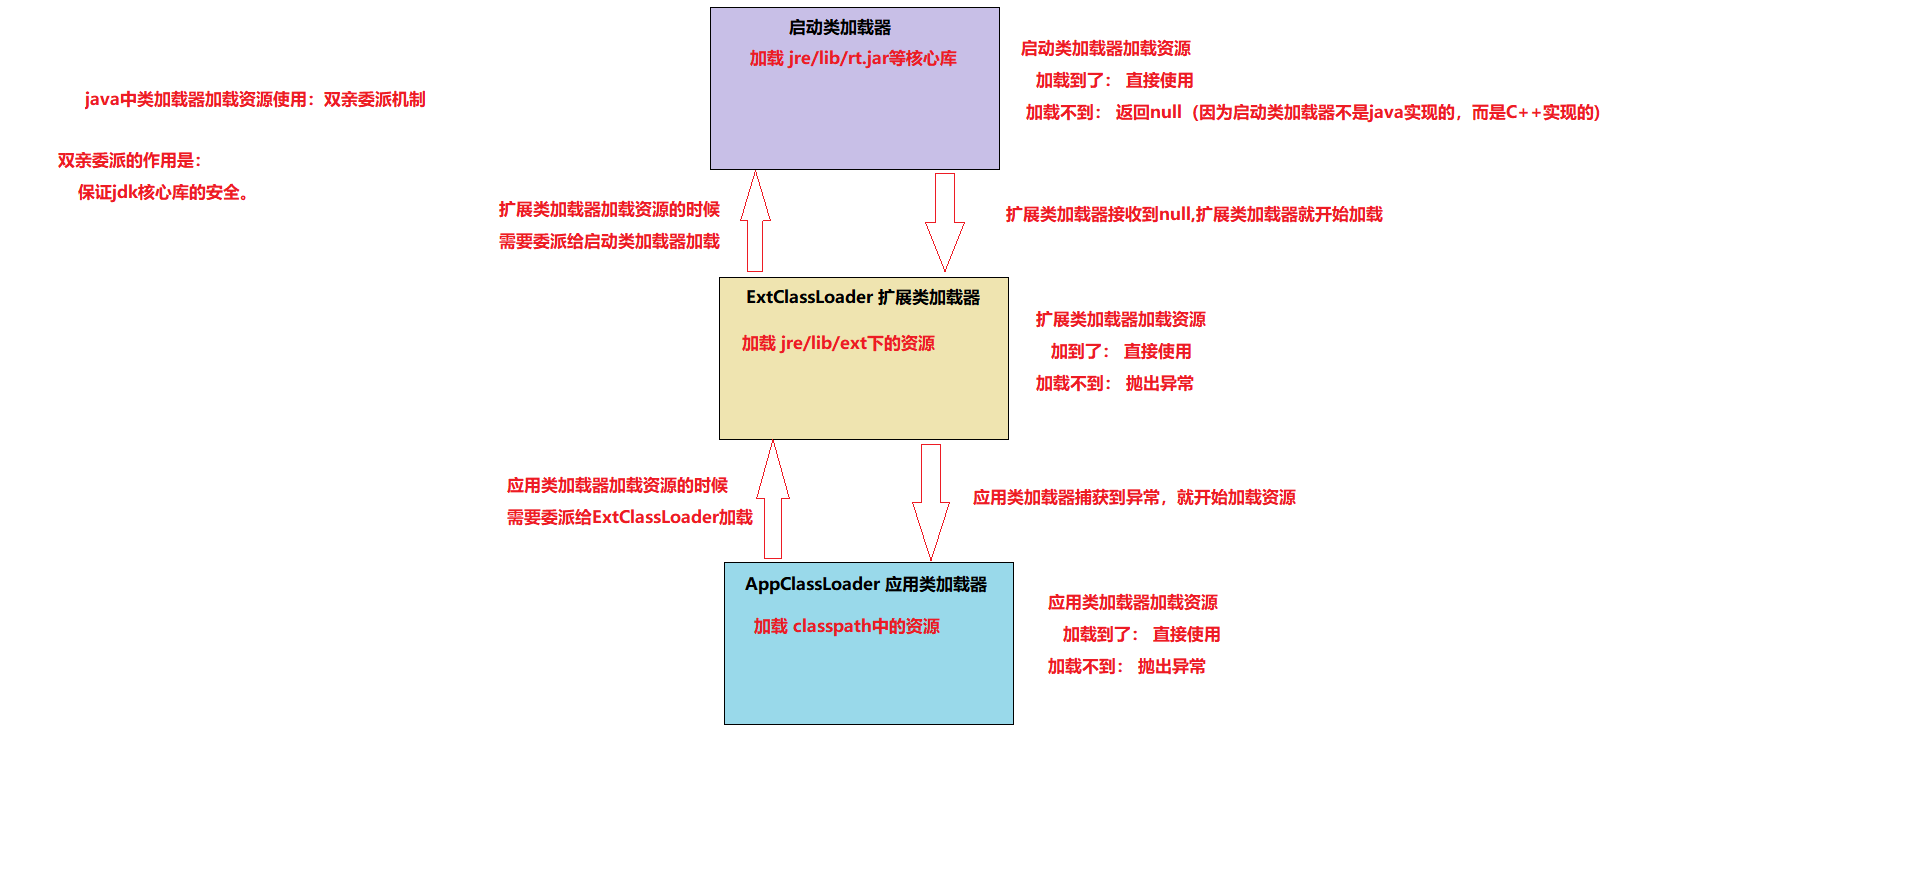 启动类加载器
加载 jre/lib/rt.jar等核心库
启动类加载器加载资源
加载到了： 直接使用
加载不到： 返回null（因为启动类加载器不是java实现的，而是C++实现的）
java中类加载器加载资源使用：双亲委派机制
双亲委派的作用是：
保证jdk核心库的安全。
扩展类加载器加载资源的时候
需要委派给启动类加载器加载
扩展类加载器接收到null,扩展类加载器就开始加载
ExtClassLoader 扩展类加载器
加载 jre/lib/ext下的资源
扩展类加载器加载资源
加到了： 直接使用
加载不到： 抛出异常
应用类加载器加载资源的时候
需要委派给ExtClassLoader加载
应用类加载器捕获到异常，就开始加载资源
AppClassLoader 应用类加载器
加载 classpath中的资源
应用类加载器加载资源
加载到了： 直接使用
加载不到： 抛出异常